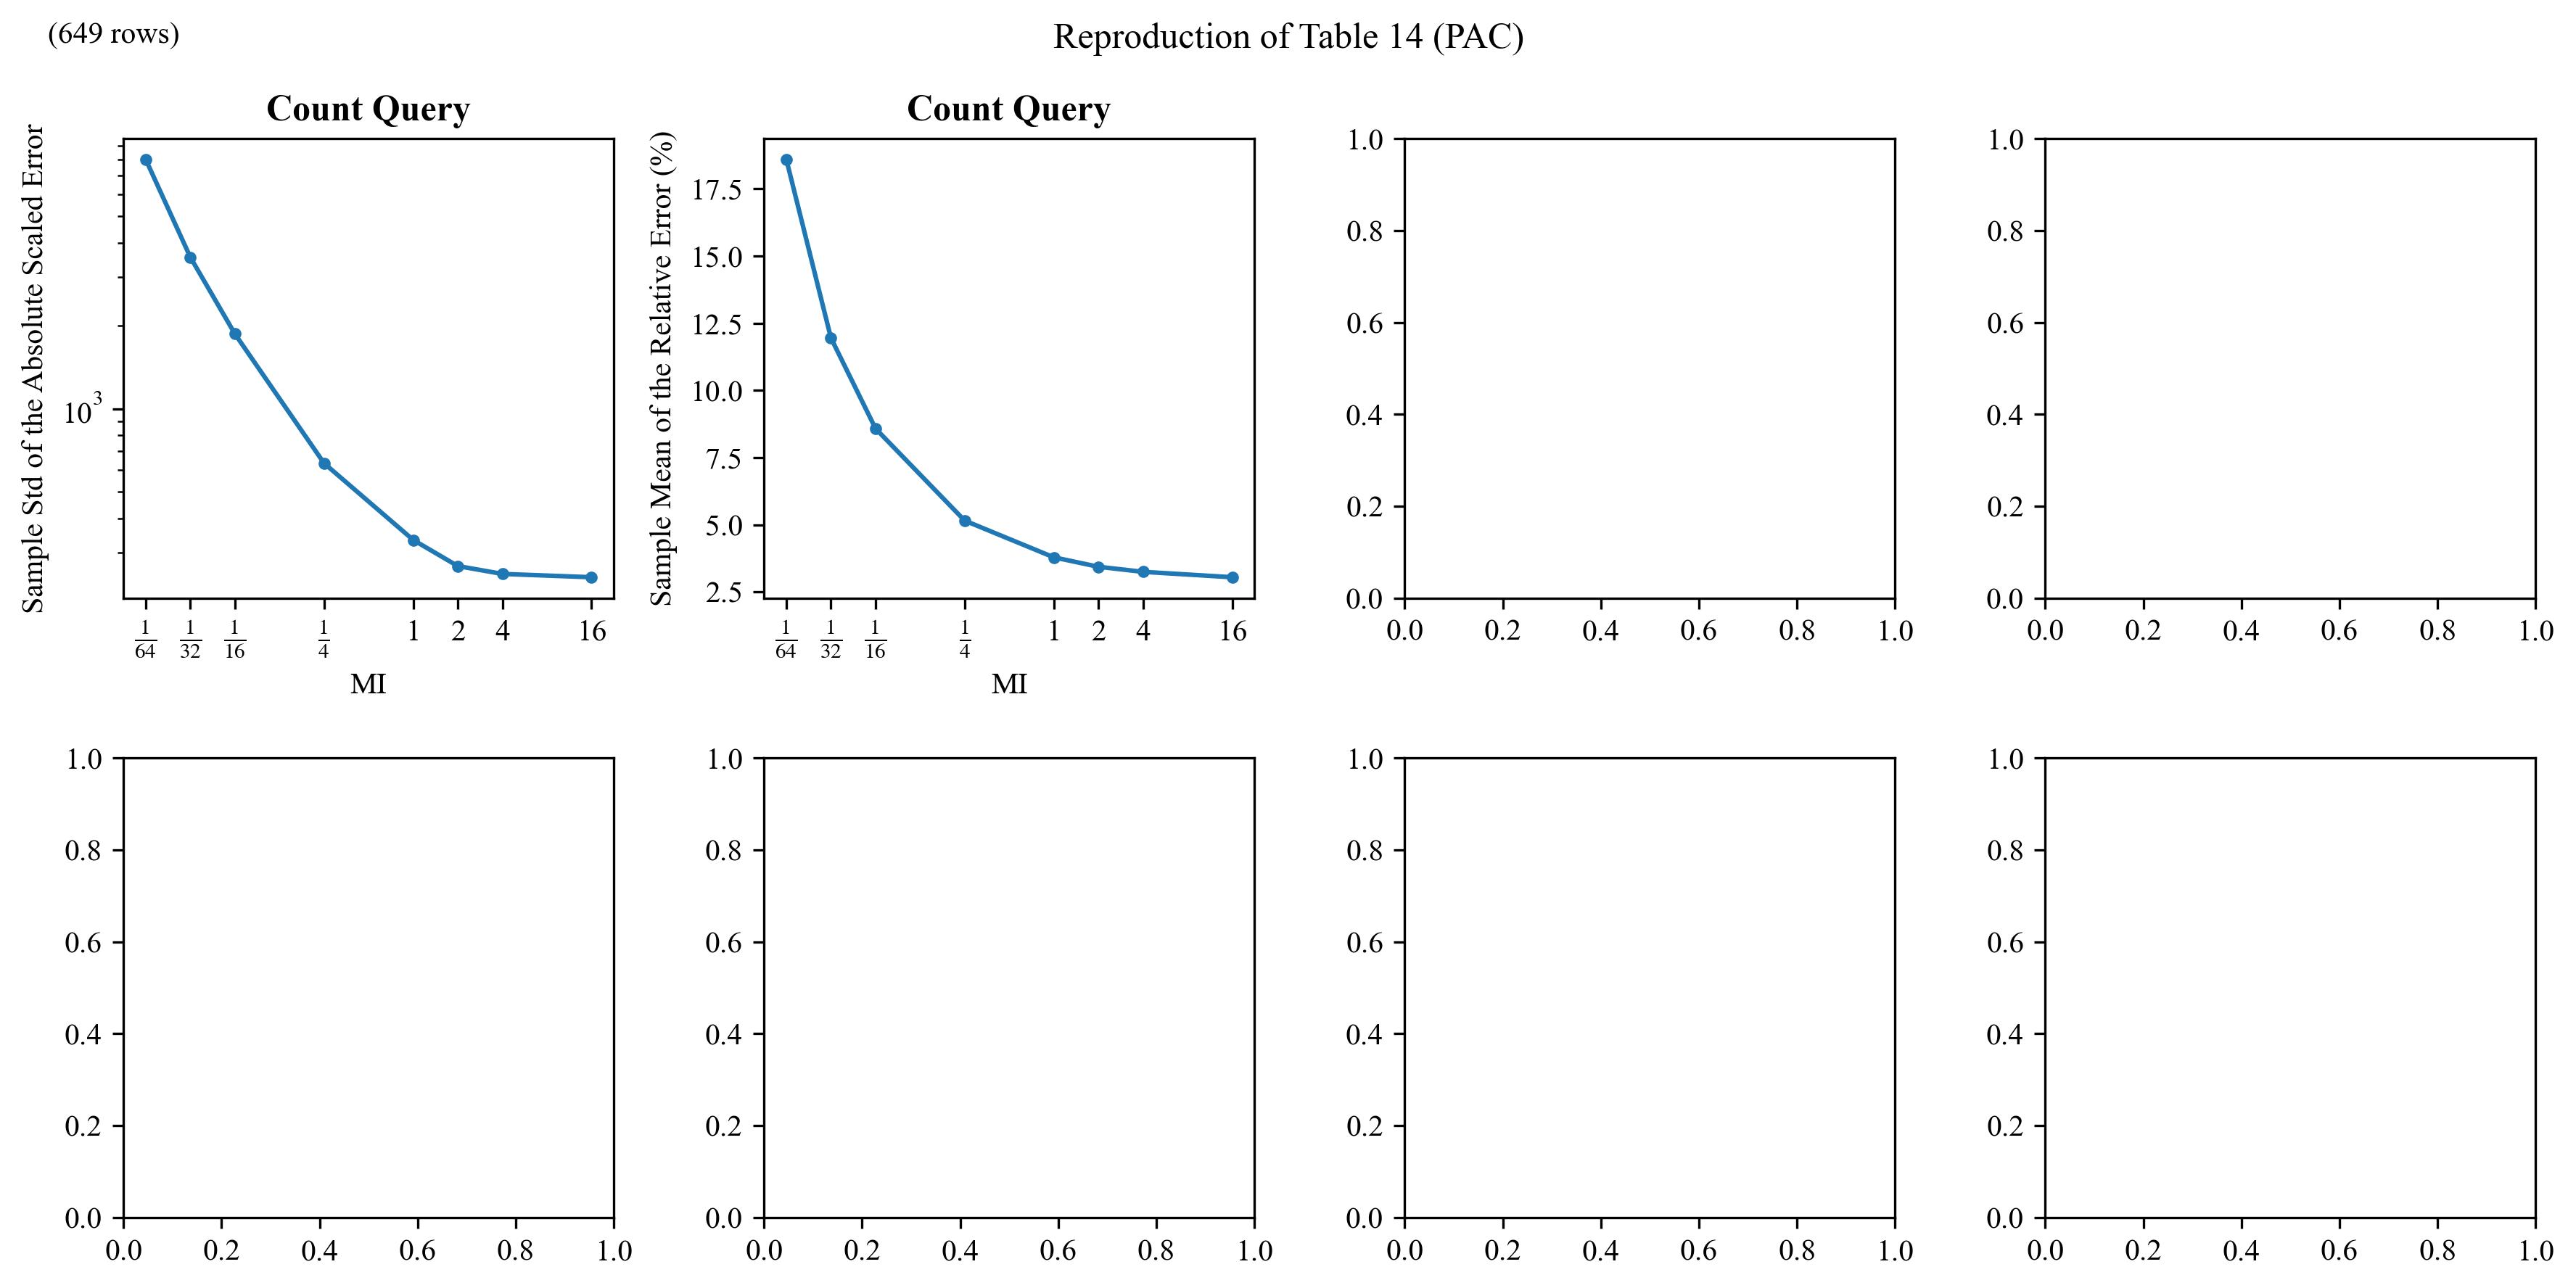 (649 rows)
Reproduction of Table 14 (PAC)
Count Query
Sample Std of the Absolute Scaled Error
10³
1/64 1/32 1/16 1/4 1 2 4 16
MI
Count Query
Sample Mean of the Relative Error (%)
17.5
15.0
12.5
10.0
7.5
5.0
2.5
1/64 1/32 1/16 1/4 1 2 4 16
MI
1.0
0.8
0.6
0.4
0.2
0.0
0.0 0.2 0.4 0.6 0.8 1.0
1.0
0.8
0.6
0.4
0.2
0.0
0.0 0.2 0.4 0.6 0.8 1.0
1.0
0.8
0.6
0.4
0.2
0.0
0.0 0.2 0.4 0.6 0.8 1.0
1.0
0.8
0.6
0.4
0.2
0.0
0.0 0.2 0.4 0.6 0.8 1.0
1.0
0.8
0.6
0.4
0.2
0.0
0.0 0.2 0.4 0.6 0.8 1.0
1.0
0.8
0.6
0.4
0.2
0.0
0.0 0.2 0.4 0.6 0.8 1.0